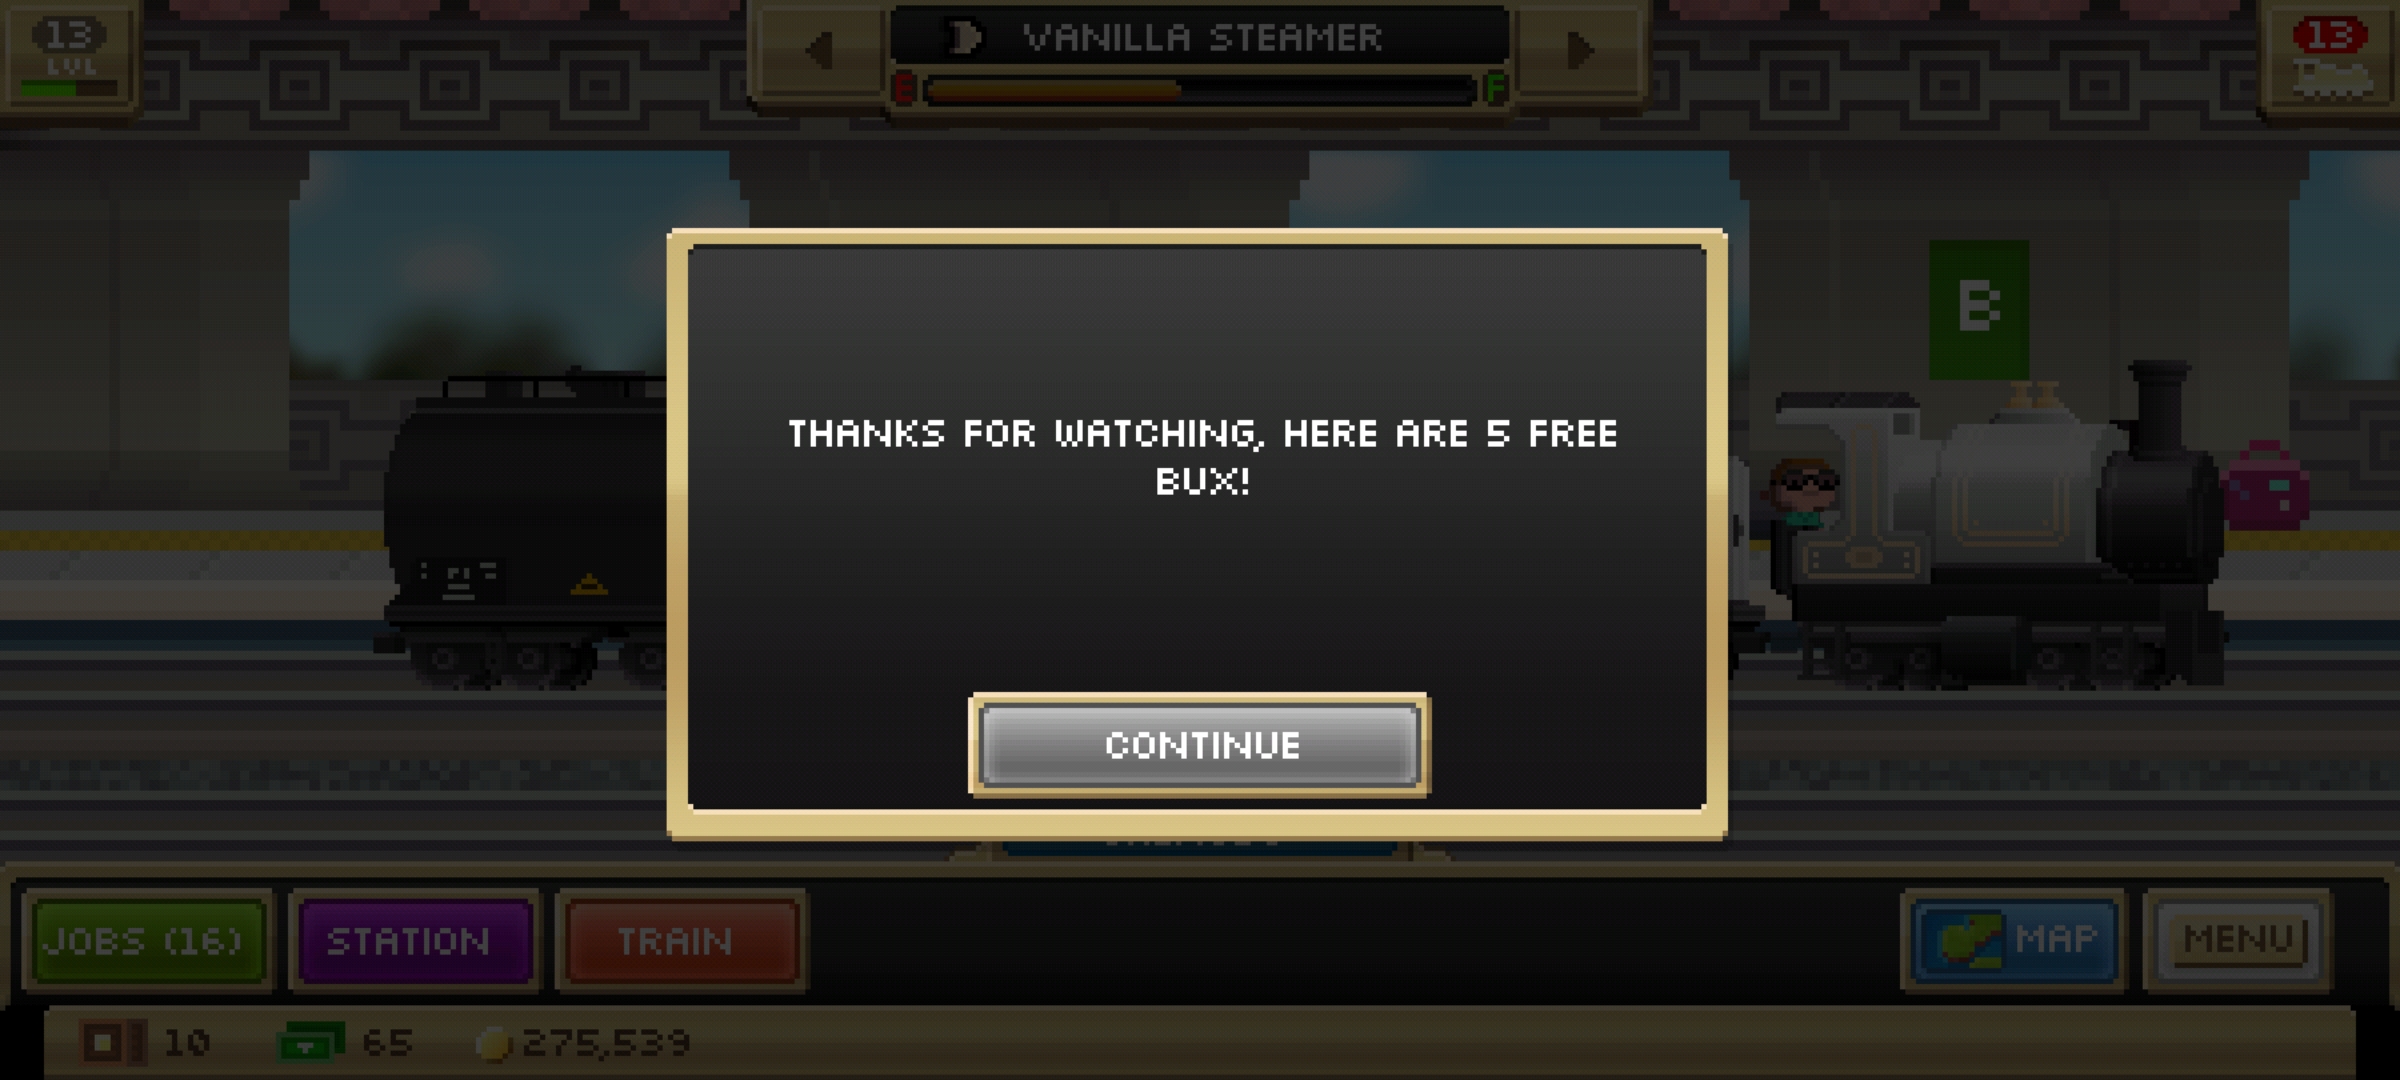 13
LVL
VANILLA STEAMER
E
F
13
B
THANKS FOR WATCHING, HERE ARE 5 FREE
BUX!
CONTINUE
JOBS (16)
STATION
TRAIN
MAP
MENU
10
65
275,539